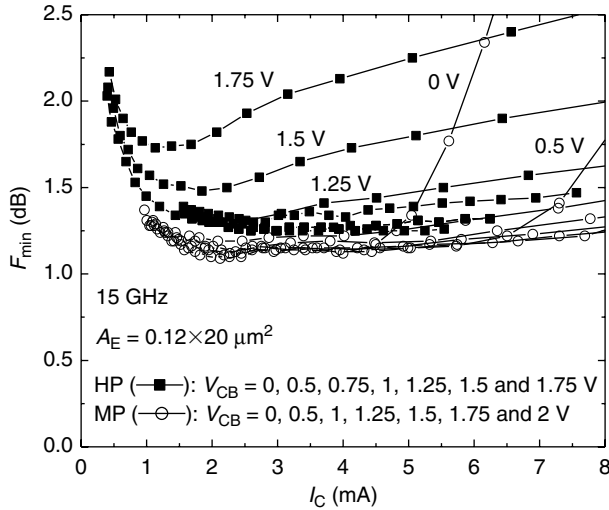 2.5
2.0
1.5
1.0
0.5
0.0
F_min (dB)
1.75 V
0 V
1.5 V
0.5 V
1.25 V
15 GHz
A_E = 0.12×20 μm²
HP (─■─): V_CB = 0, 0.5, 0.75, 1, 1.25, 1.5 and 1.75 V
MP (─○─): V_CB = 0, 0.5, 1, 1.25, 1.5, 1.75 and 2 V
0 1 2 3 4 5 6 7 8
I_C (mA)